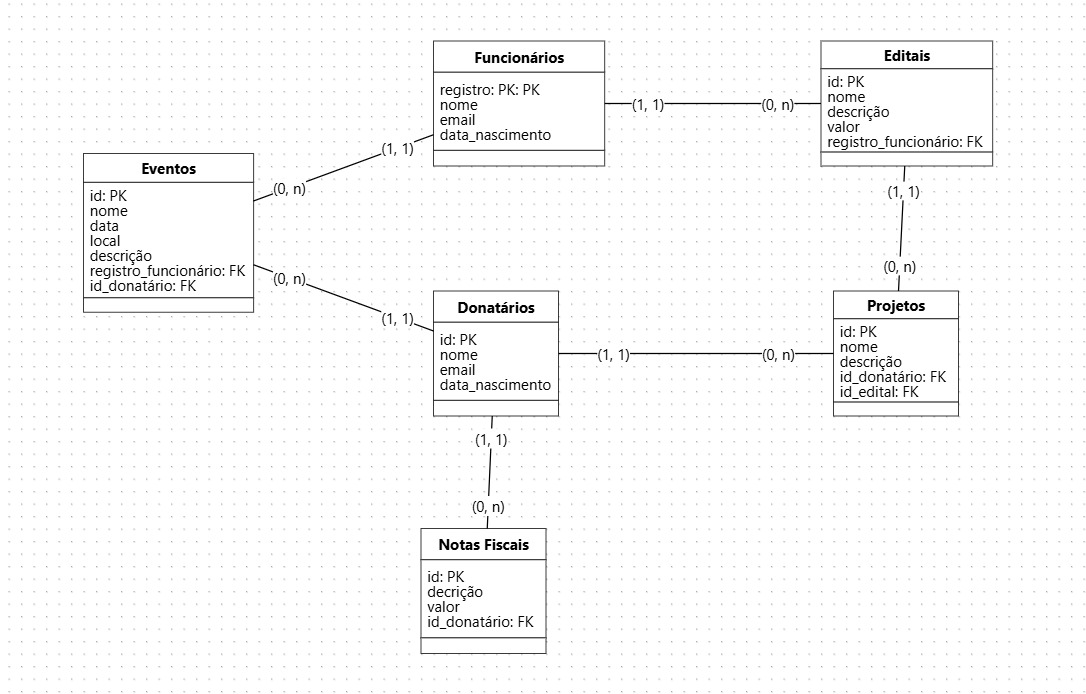 Funcionários
registro: PK: PK
nome
email
data_nascimento
(1, 1)
(0, n)
Editais
id: PK
nome
descrição
valor
registro_funcionário: FK
(1, 1)
(0, n)
Eventos
id: PK
nome
data
local
descrição
registro_funcionário: FK
id_donatário: FK
(1, 1)
(0, n)
(0, n)
(1, 1)
Donatários
id: PK
nome
email
data_nascimento
(1, 1)
(0, n)
Projetos
id: PK
nome
descrição
id_donatário: FK
id_edital: FK
(1, 1)
(0, n)
Notas Fiscais
id: PK
decrição
valor
id_donatário: FK